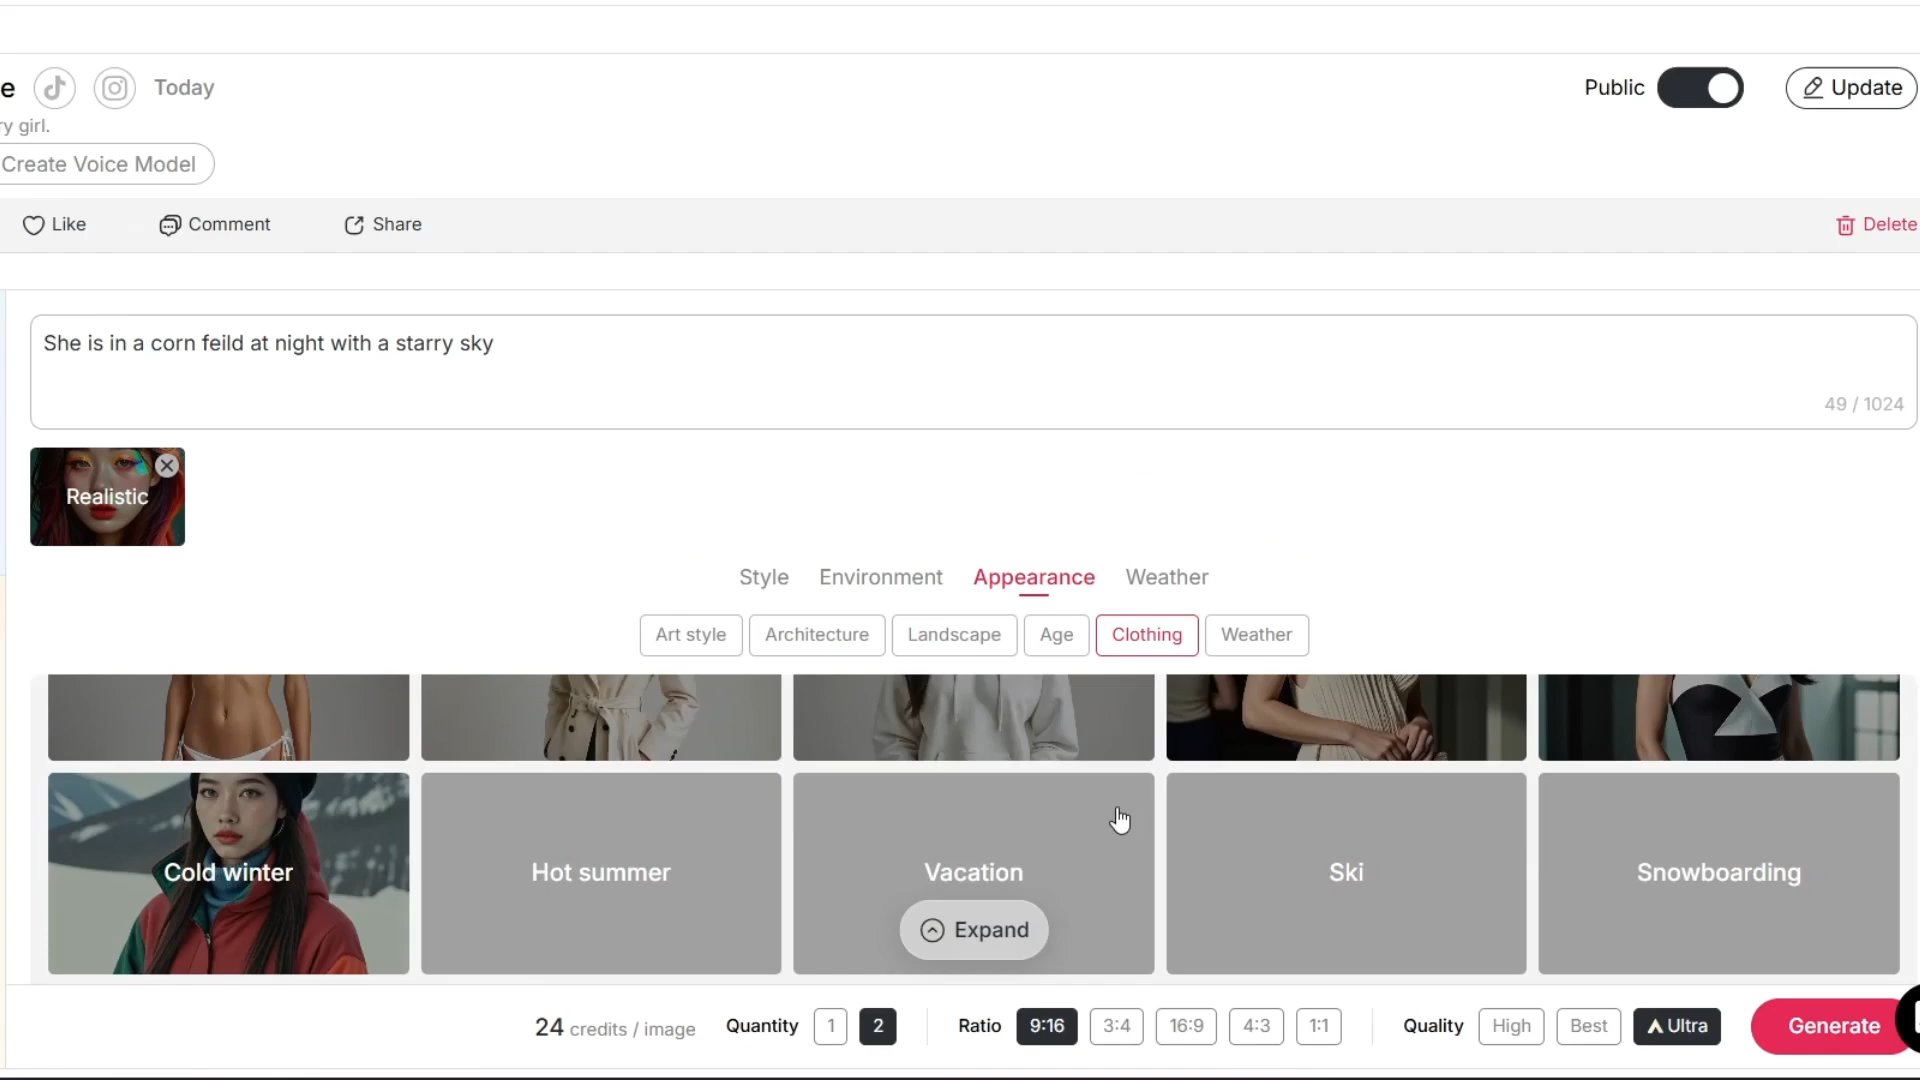 e Today Public Update
ry girl.
Create Voice Model
Like Comment Share Delete
She is in a corn feild at night with a starry sky
49 / 1024
Realistic
Style Environment Appearance Weather
Art style Architecture Landscape Age Clothing Weather
Cold winter Hot summer Vacation Ski Snowboarding
Expand
24 credits / image Quantity 1 2 Ratio 9:16 3:4 16:9 4:3 1:1 Quality High Best Ultra Generate